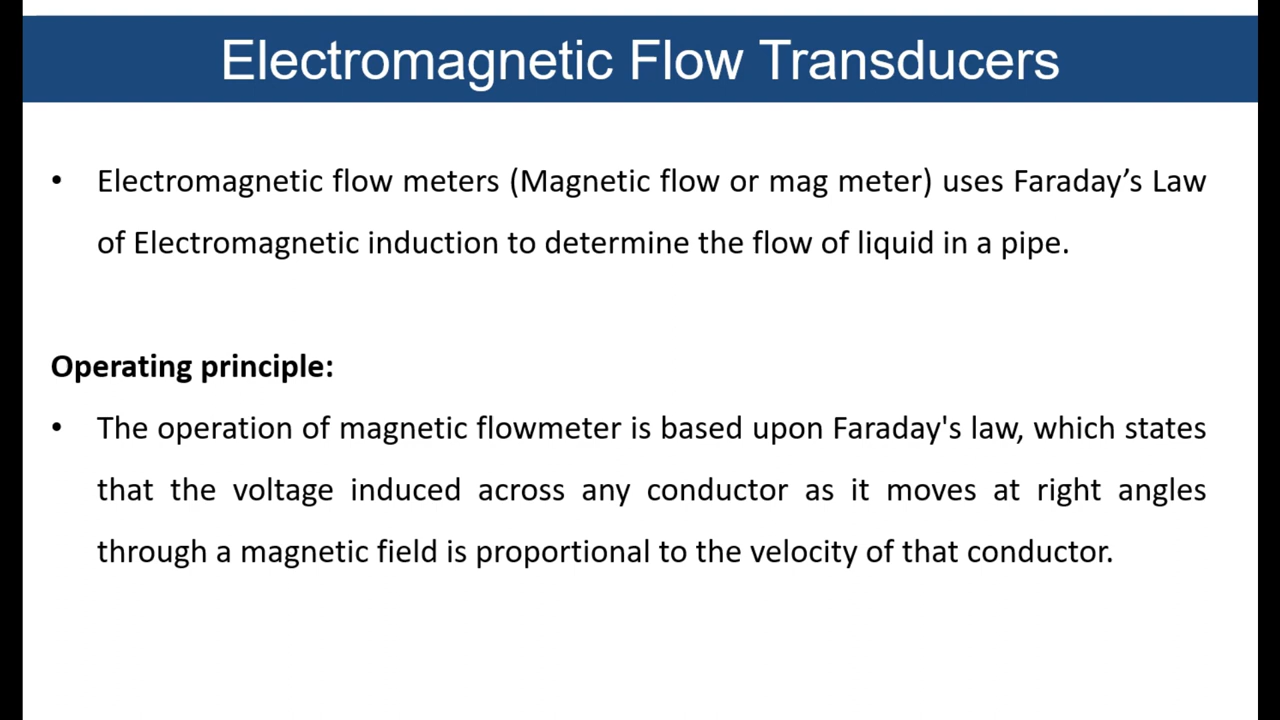 Electromagnetic Flow Transducers
• Electromagnetic flow meters (Magnetic flow or mag meter) uses Faraday’s Law
of Electromagnetic induction to determine the flow of liquid in a pipe.
Operating principle:
• The operation of magnetic flowmeter is based upon Faraday's law, which states
that the voltage induced across any conductor as it moves at right angles
through a magnetic field is proportional to the velocity of that conductor.